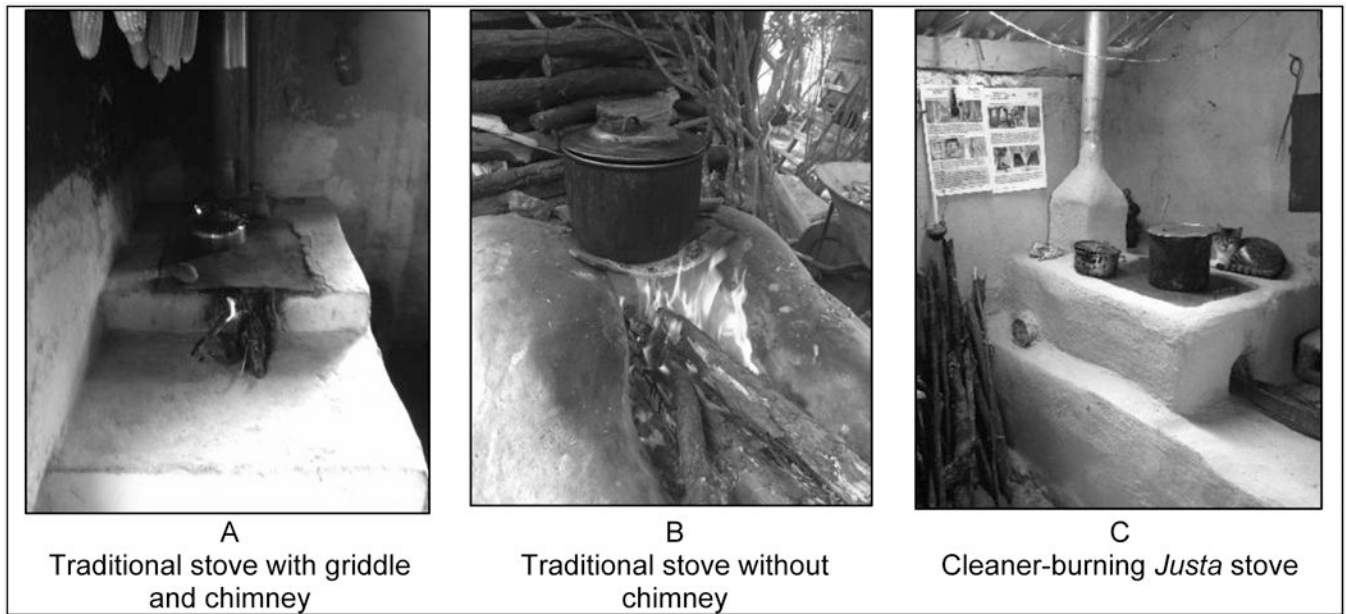 A
Traditional stove with griddle
and chimney
B
Traditional stove without
chimney
C
Cleaner-burning Justa stove